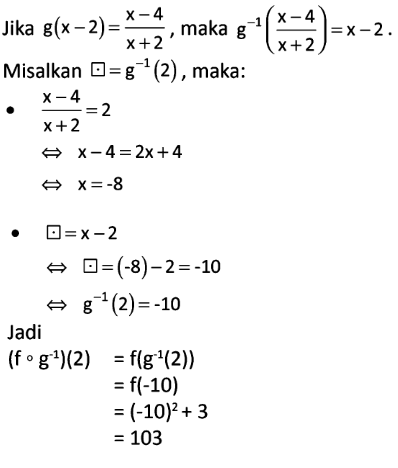 Jika g(x−2) = (x−4)/(x+2) , maka g⁻¹((x−4)/(x+2)) = x−2 .
Misalkan ⊡ = g⁻¹(2) , maka:
• (x−4)/(x+2) = 2
⇔ x−4 = 2x+4
⇔ x = -8
• ⊡ = x−2
⇔ ⊡ = (-8)−2 = -10
⇔ g⁻¹(2) = -10
Jadi
(f ∘ g⁻¹)(2) = f(g⁻¹(2))
= f(-10)
= (-10)² + 3
= 103